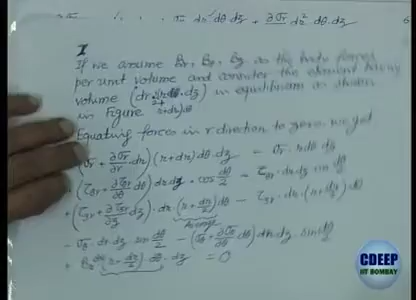 σr dr² dθ.dz + ∂σr dr² dθ.dz
I
If we assume Br, Bθ, Bz as the body forces
per unit volume and consider the element having
volume (dr dθ.dz) in equilibrium as shown
in Figure (r+dr)dθ
Equating forces in r direction to zero, we get
(σr + ∂σr/∂r dr) (r+dr) dθ.dz - σr. rdθ dz
(τθr + ∂τθr/∂θ dθ) dr dz . cos dθ/2 - τθr .dr dz
+ (τzr + ∂τzr/∂z dz). dr (r + dr/2) dθ - τzr .dr.(r + dr/2) dθ
Average
- σθ . dr dz sin dθ/2 - (σθ + ∂σθ/∂θ dθ) dr dz sin dθ/2
+ Br dr (r + dr/2) dθ . dz = 0
CDEEP
IIT BOMBAY